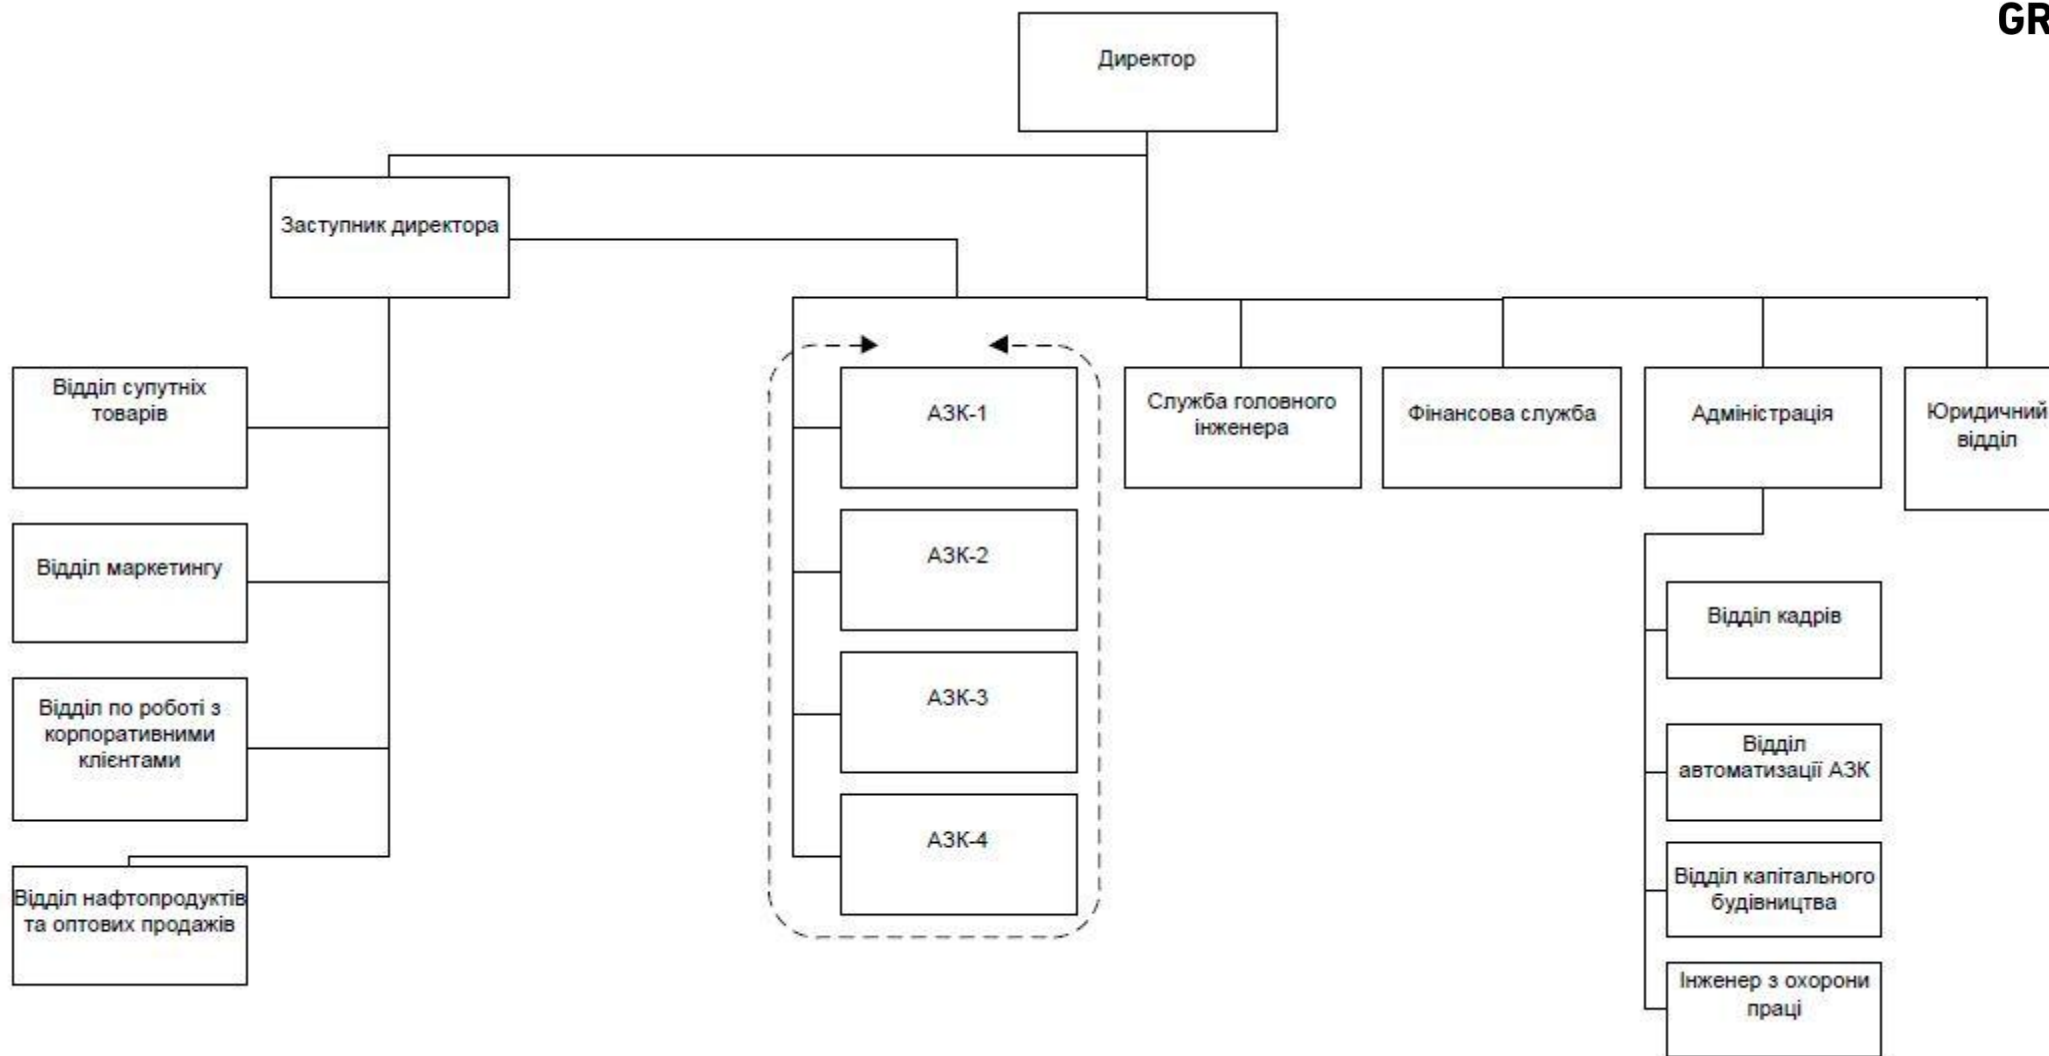 GR
Директор
Заступник директора
Відділ супутніх
товарів
АЗК-1
Служба головного
інженера
Фінансова служба
Адміністрація
Юридичний
відділ
Відділ маркетингу
АЗК-2
Відділ кадрів
Відділ по роботі з
корпоративними
клієнтами
АЗК-3
Відділ
автоматизації АЗК
Відділ нафтопродуктів
та оптових продажів
АЗК-4
Відділ капітального
будівництва
Інженер з охорони
праці